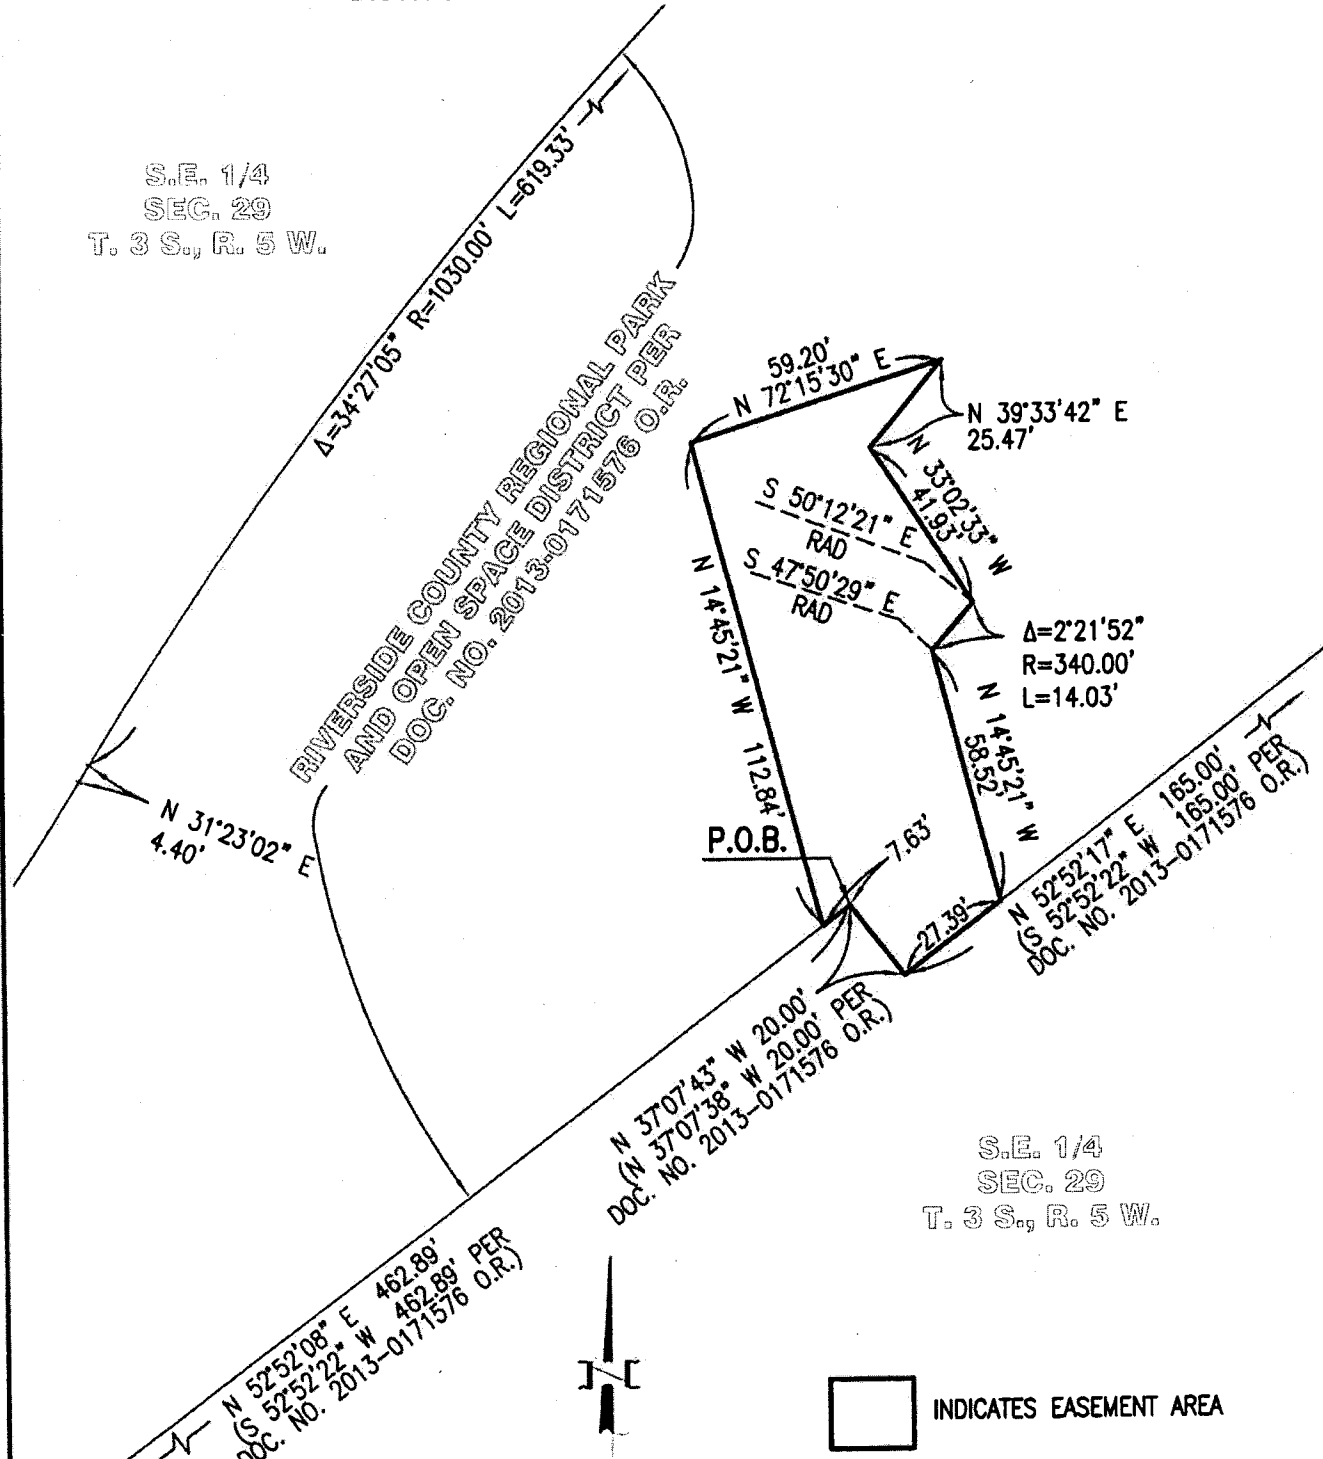 S.E. 1/4
SEC. 29
T. 3 S., R. 5 W.
Δ=34°27'05" R=1030.00' L=619.33'
RIVERSIDE COUNTY REGIONAL PARK
AND OPEN SPACE DISTRICT PER
DOC. NO. 2013-0171576 O.R.
59.20'
N 72°15'30" E
N 39°33'42" E
25.47'
N 33°02'33" W
41.93'
S 50°12'21" E
RAD
S 47°50'29" E
RAD
Δ=2°21'52"
R=340.00'
L=14.03'
N 14°45'21" W 112.84'
N 14°45'21" W
58.52'
N 31°23'02" E
4.40'
P.O.B.
7.63'
27.39'
N 52°52'17" E 165.00'
(S 52°52'22" W 165.00' PER
DOC. NO. 2013-0171576 O.R.)
N 37°07'43" W 20.00'
(N 37°07'38" W 20.00' PER
DOC. NO. 2013-0171576 O.R.)
S.E. 1/4
SEC. 29
T. 3 S., R. 5 W.
N 52°52'08" E 462.89'
(S 52°52'22" W 462.89' PER
DOC. NO. 2013-0171576 O.R.)
N
INDICATES EASEMENT AREA